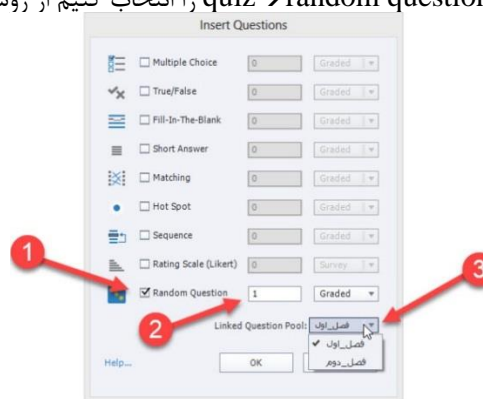 quiz→random question را انتخاب کنیم از روش
Insert Questions
Multiple Choice 0 Graded
True/False 0 Graded
Fill-In-The-Blank 0 Graded
Short Answer 0 Graded
Matching 0 Graded
Hot Spot 0 Graded
Sequence 0 Graded
Rating Scale (Likert) 0 Survey
1
Random Question 1 Graded
2
3
Linked Question Pool: فصل_اول
فصل_اول
فصل_دوم
Help... OK